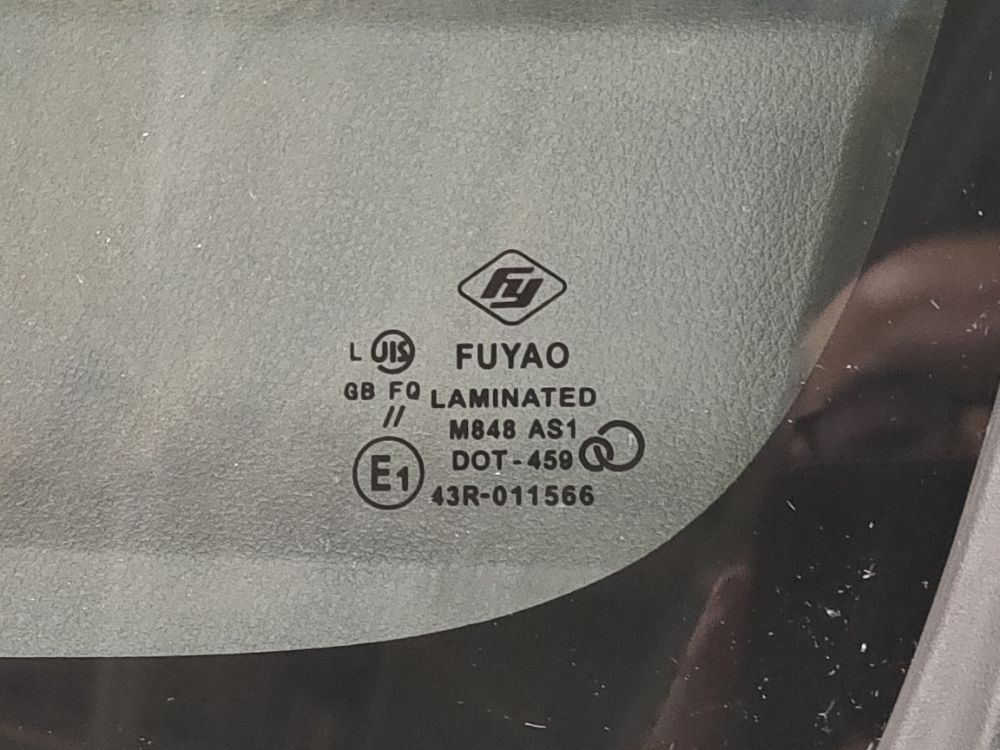 FY
FUYAO
L JIS
GB FQ
//
LAMINATED
M848 AS1
DOT-459
E1
43R-011566